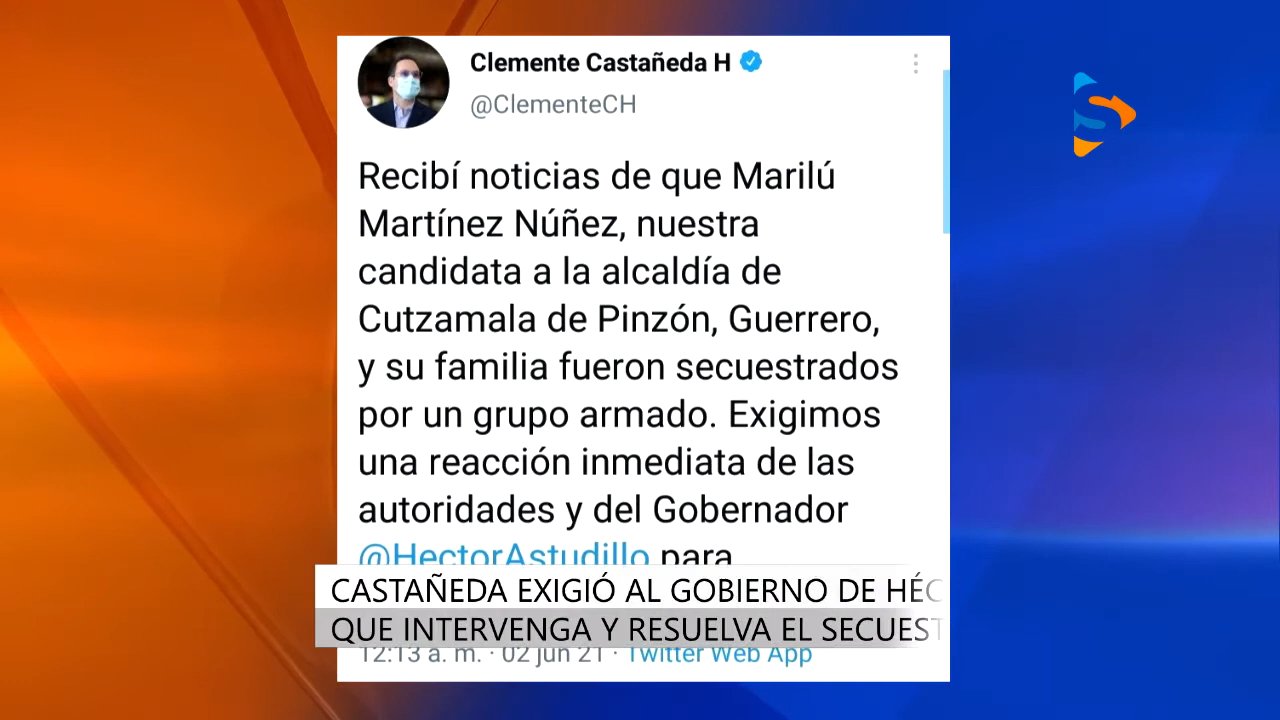 Clemente Castañeda H
@ClementeCH
Recibí noticias de que Marilú
Martínez Núñez, nuestra
candidata a la alcaldía de
Cutzamala de Pinzón, Guerrero,
y su familia fueron secuestrados
por un grupo armado. Exigimos
una reacción inmediata de las
autoridades y del Gobernador
@HectorAstudillo para
CASTAÑEDA EXIGIÓ AL GOBIERNO DE
QUE INTERVENGA Y RESUELVA EL
12:13 a. m. · 02 jun 21 · Twitter Web App